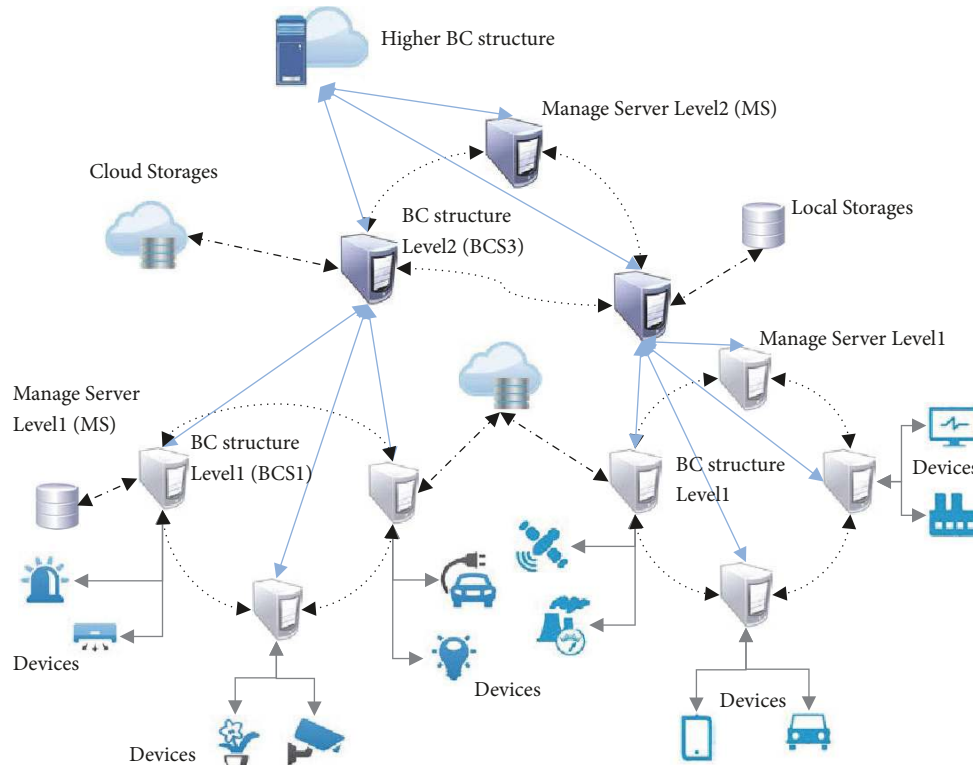 Higher BC structure
Manage Server Level2 (MS)
Cloud Storages
BC structure
Level2 (BCS3)
Local Storages
Manage Server Level1
Manage Server
Level1 (MS)
BC structure
Level1 (BCS1)
BC structure
Level1
Devices
Devices
Devices
Devices
Devices